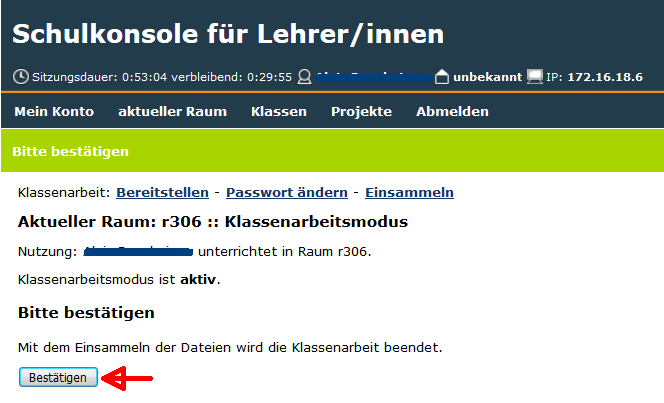 Schulkonsole für Lehrer/innen
Sitzungsdauer: 0:53:04 verbleibend: 0:29:55 unbekannt IP: 172.16.18.6
Mein Konto aktueller Raum Klassen Projekte Abmelden
Bitte bestätigen
Klassenarbeit: Bereitstellen - Passwort ändern - Einsammeln
Aktueller Raum: r306 :: Klassenarbeitsmodus
Nutzung: unterrichtet in Raum r306.
Klassenarbeitsmodus ist aktiv.
Bitte bestätigen
Mit dem Einsammeln der Dateien wird die Klassenarbeit beendet.
Bestätigen